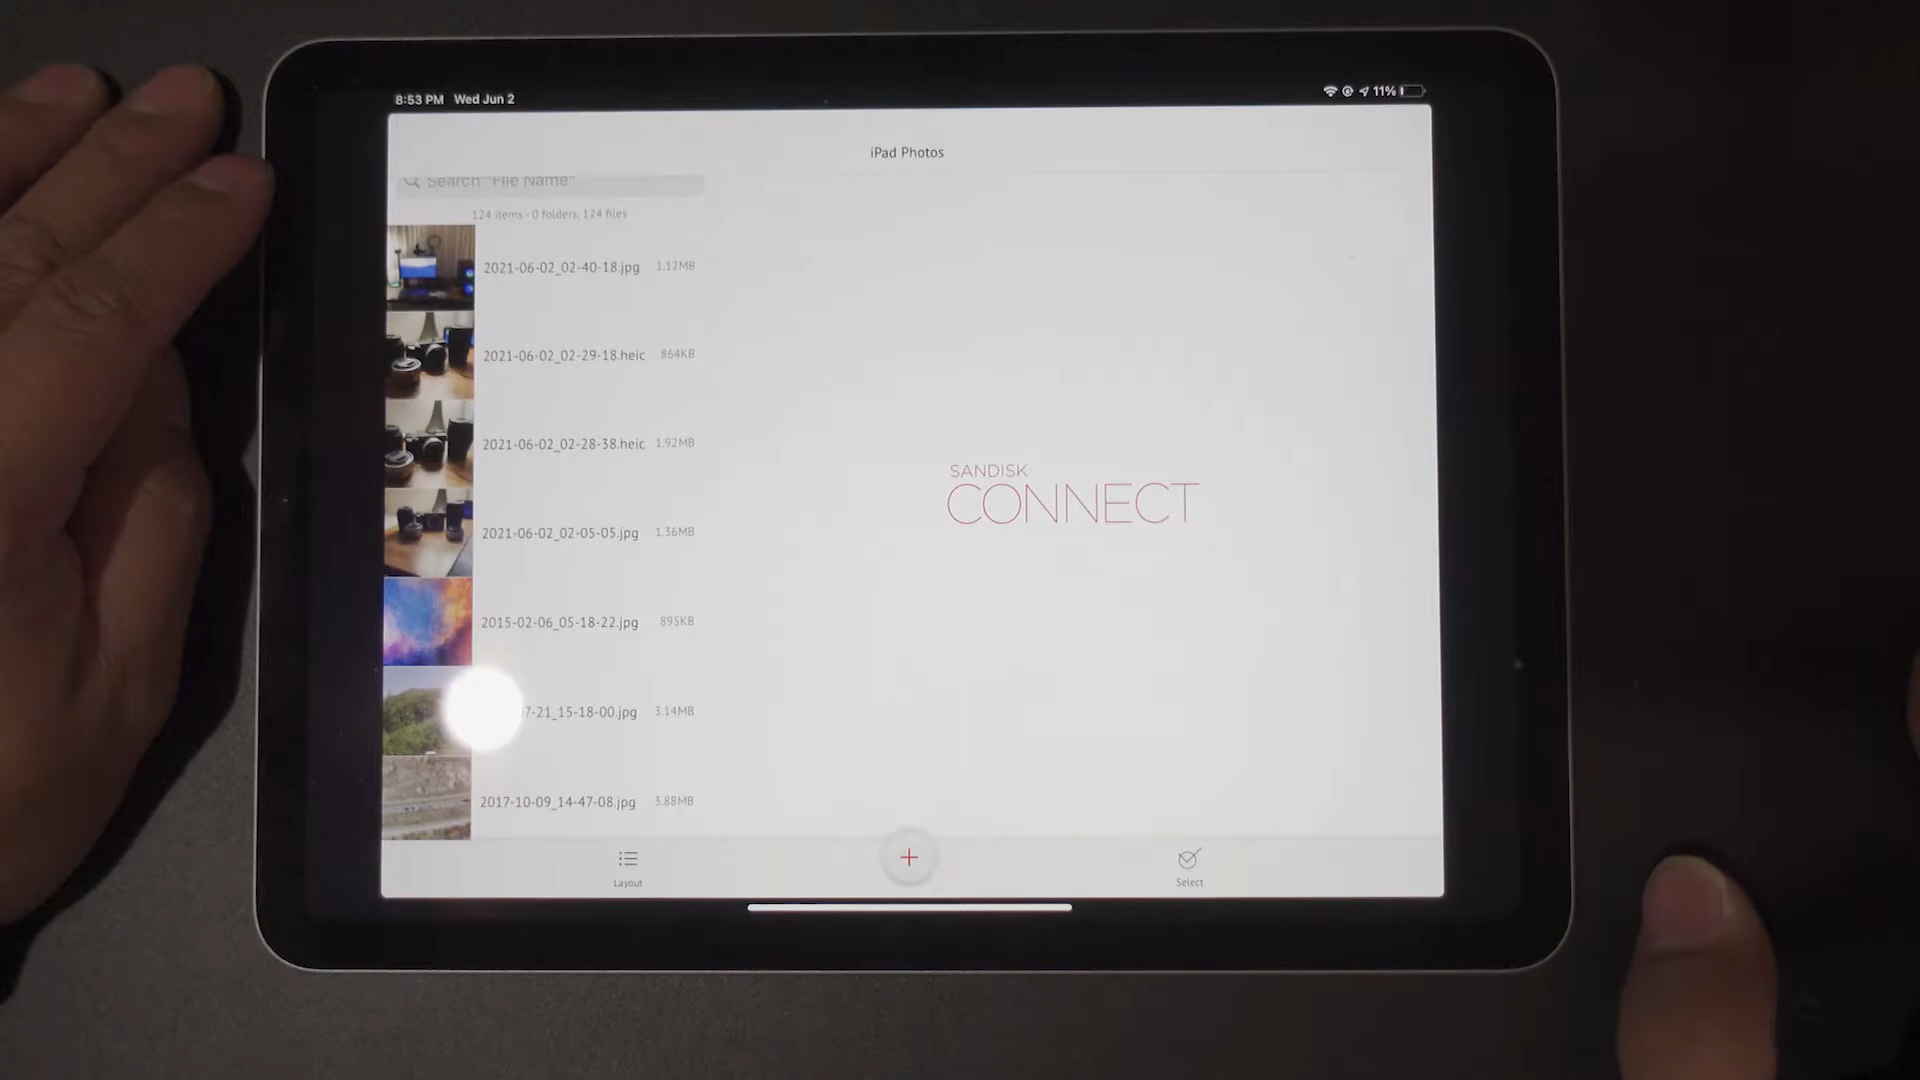 8:53 PM Wed Jun 2
11%
iPad Photos
Search "File Name"
124 items - 0 folders, 124 files
2021-06-02_02-40-18.jpg 1.12MB
2021-06-02_02-29-18.heic 864KB
2021-06-02_02-28-38.heic 1.92MB
2021-06-02_02-05-05.jpg 1.36MB
2015-02-06_05-18-22.jpg 895KB
7-21_15-18-00.jpg 3.14MB
2017-10-09_14-47-08.jpg 3.88MB
SANDISK
CONNECT
Layout
+
Select